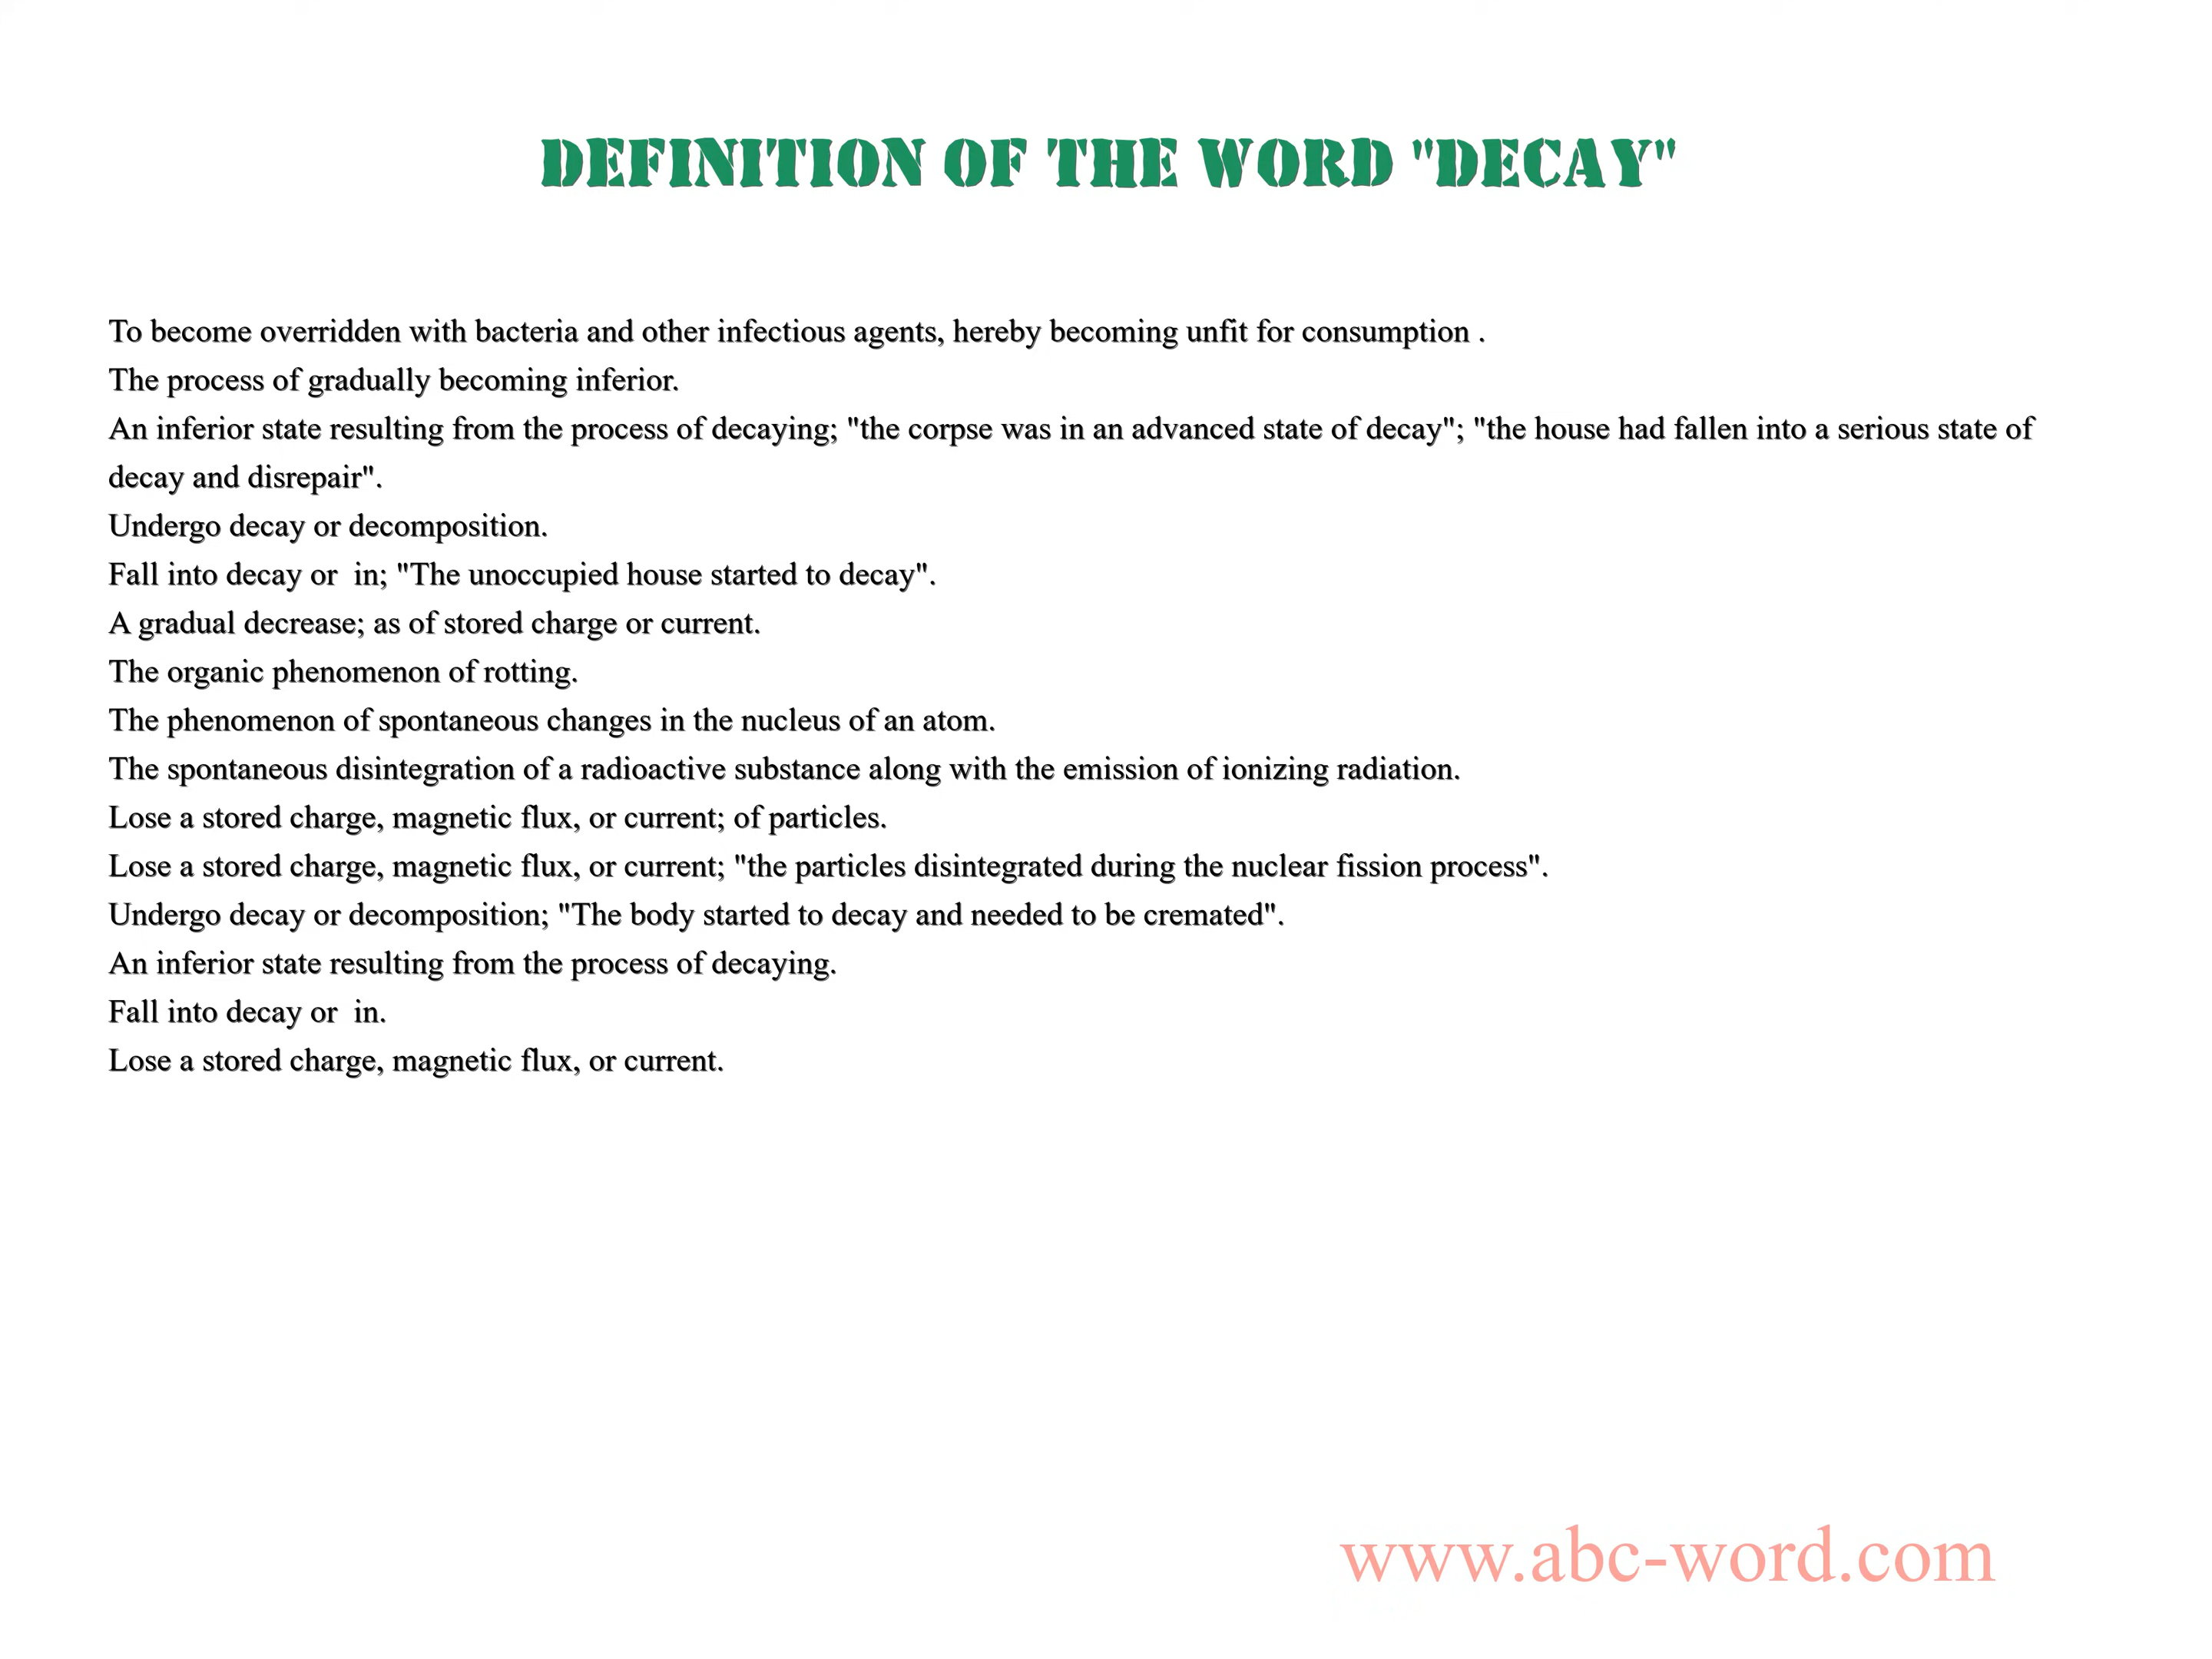 DEFINITION OF THE WORD "DECAY"
To become overridden with bacteria and other infectious agents, hereby becoming unfit for consumption .
The process of gradually becoming inferior.
An inferior state resulting from the process of decaying; "the corpse was in an advanced state of decay"; "the house had fallen into a serious state of
decay and disrepair".
Undergo decay or decomposition.
Fall into decay or  in; "The unoccupied house started to decay".
A gradual decrease; as of stored charge or current.
The organic phenomenon of rotting.
The phenomenon of spontaneous changes in the nucleus of an atom.
The spontaneous disintegration of a radioactive substance along with the emission of ionizing radiation.
Lose a stored charge, magnetic flux, or current; of particles.
Lose a stored charge, magnetic flux, or current; "the particles disintegrated during the nuclear fission process".
Undergo decay or decomposition; "The body started to decay and needed to be cremated".
An inferior state resulting from the process of decaying.
Fall into decay or  in.
Lose a stored charge, magnetic flux, or current.
www.abc-word.com